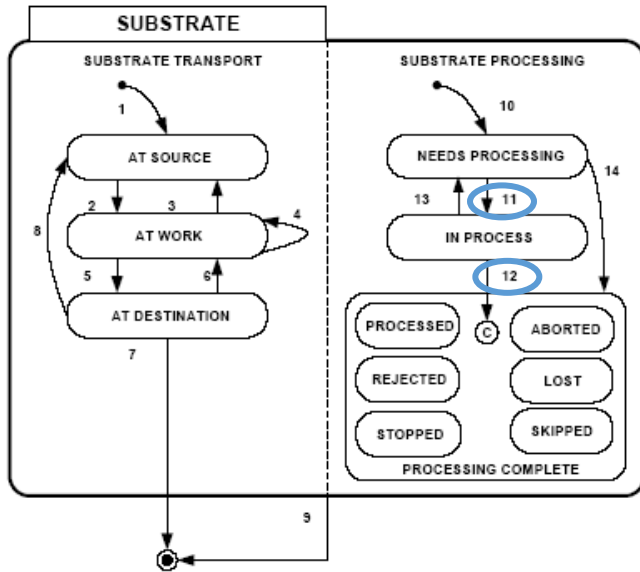 SUBSTRATE
SUBSTRATE TRANSPORT
SUBSTRATE PROCESSING
1
10
AT SOURCE
NEEDS PROCESSING
14
2
3
4
13
11
8
AT WORK
IN PROCESS
5
6
12
AT DESTINATION
PROCESSED
C
ABORTED
7
REJECTED
LOST
STOPPED
SKIPPED
PROCESSING COMPLETE
9